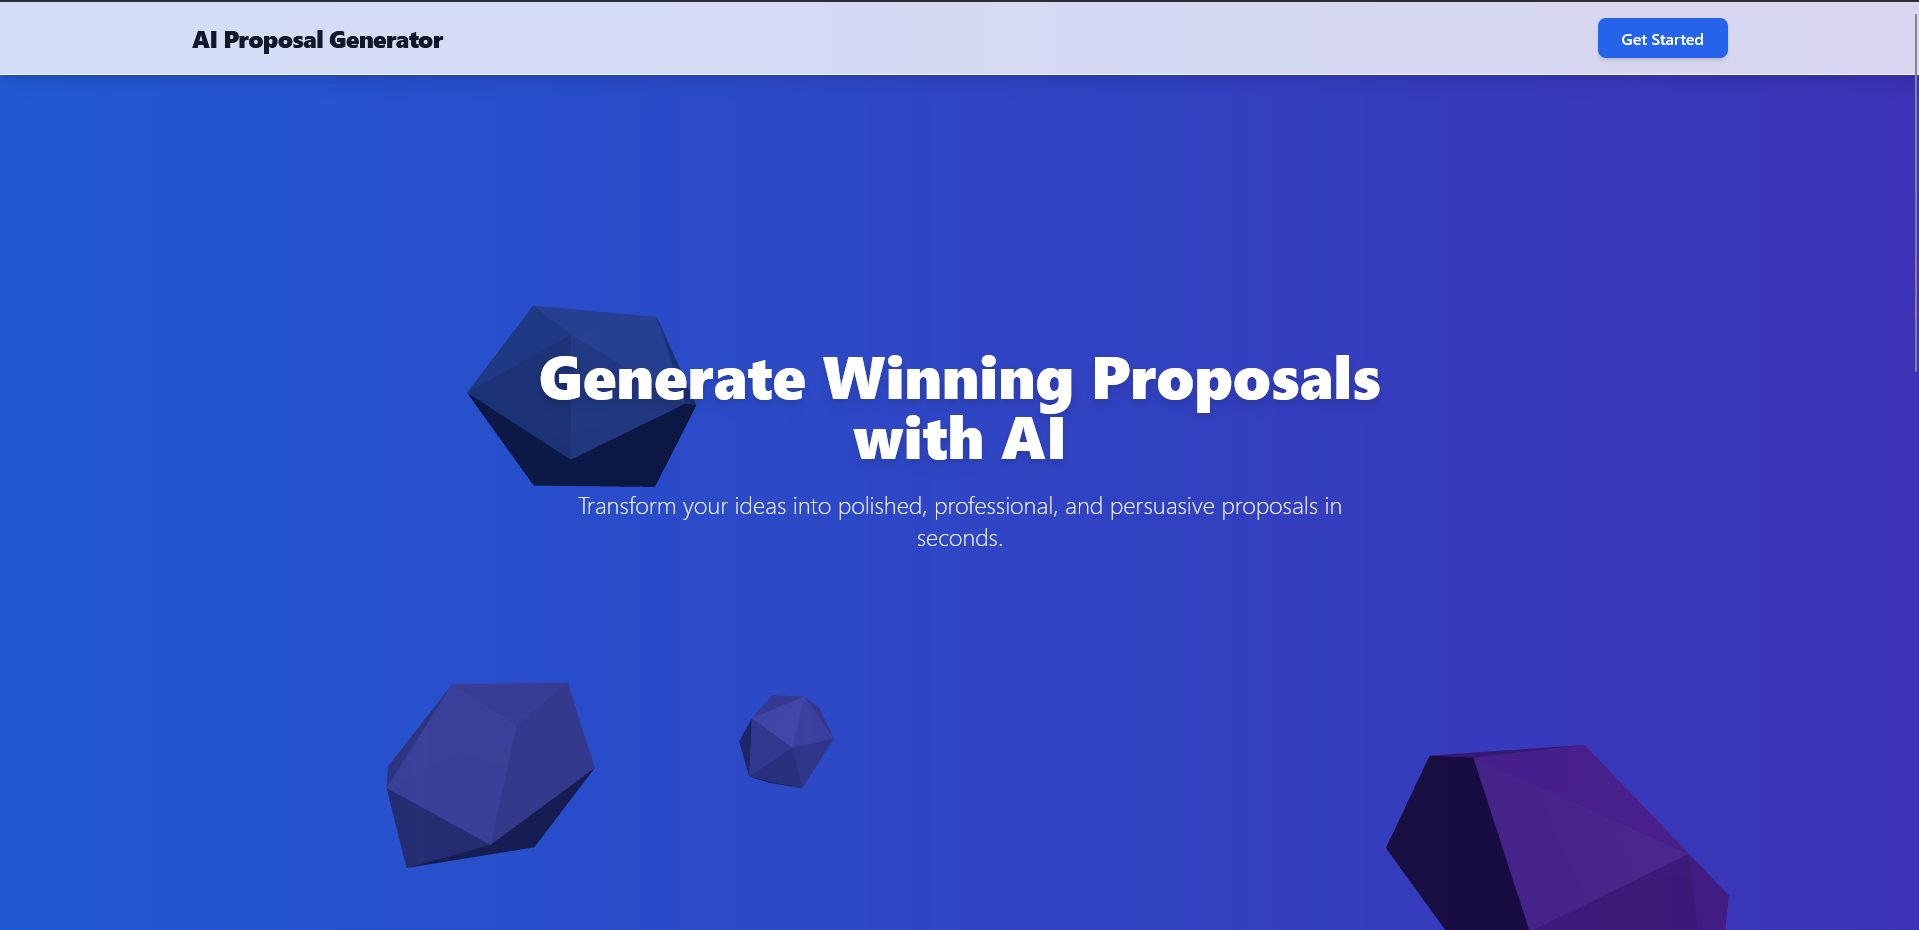 AI Proposal Generator
Get Started
Generate Winning Proposals
with AI
Transform your ideas into polished, professional, and persuasive proposals in
seconds.